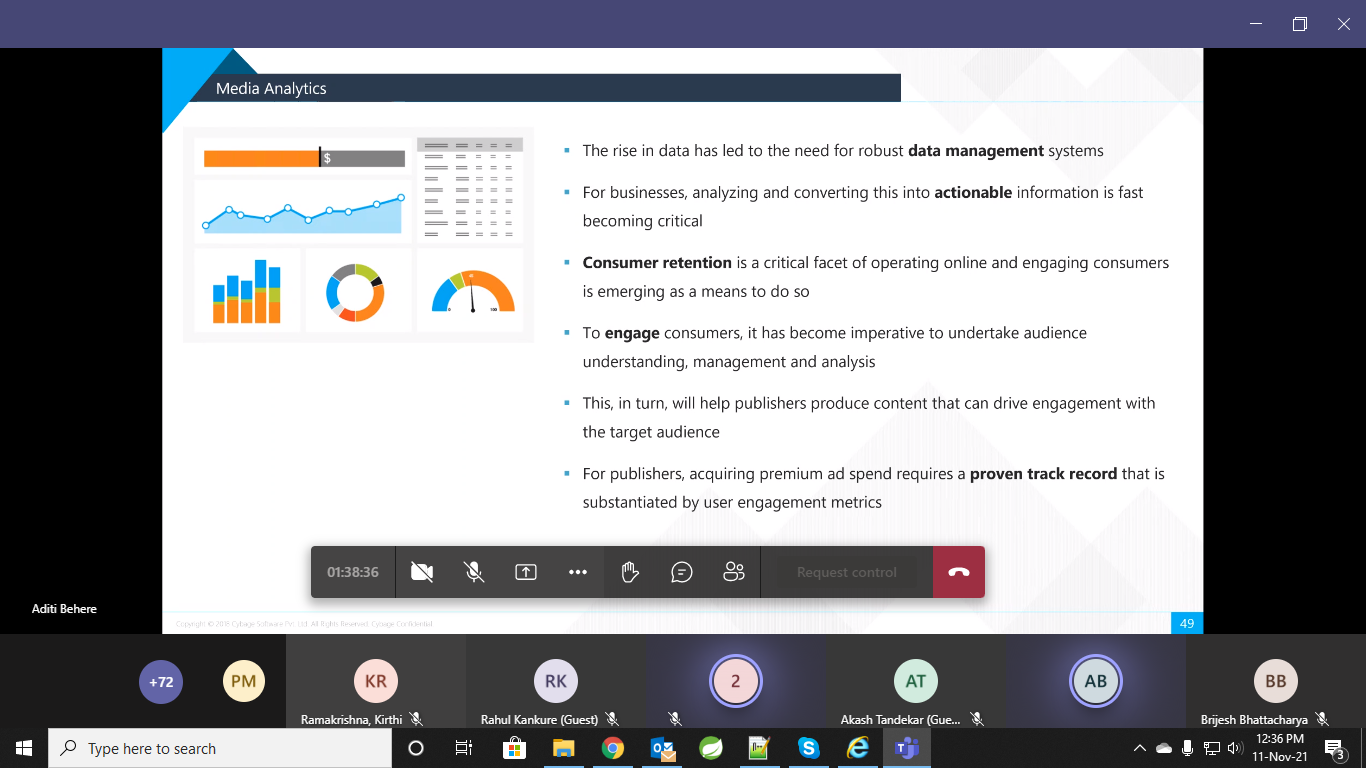 Media Analytics
$
0
100
The rise in data has led to the need for robust data management systems
For businesses, analyzing and converting this into actionable information is fast
becoming critical
Consumer retention is a critical facet of operating online and engaging consumers
is emerging as a means to do so
To engage consumers, it has become imperative to undertake audience
understanding, management and analysis
This, in turn, will help publishers produce content that can drive engagement with
the target audience
For publishers, acquiring premium ad spend requires a proven track record that is
substantiated by user engagement metrics
01:38:36
Request control
Aditi Behere
Software Pvt. Ltd. All Rights Reserved. Cybage Confidential
49
+72
PM
KR
RK
2
AT
AB
BB
Ramakrishna, Kirthi
Rahul Kankure (Guest)
Akash Tandekar (Gue...
Brijesh Bhattacharya
Type here to search
12:36 PM
11-Nov-21
3